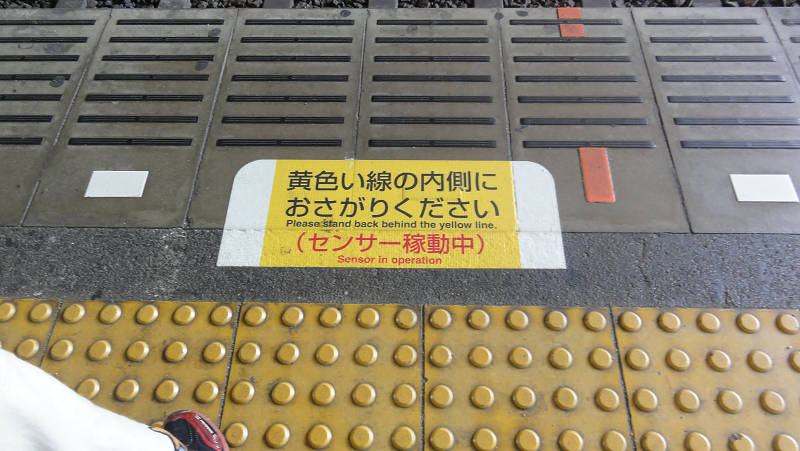 黄色い線の内側に
おさがりください
Please stand back behind the yellow line.
(センサー稼動中)
Sensor in operation